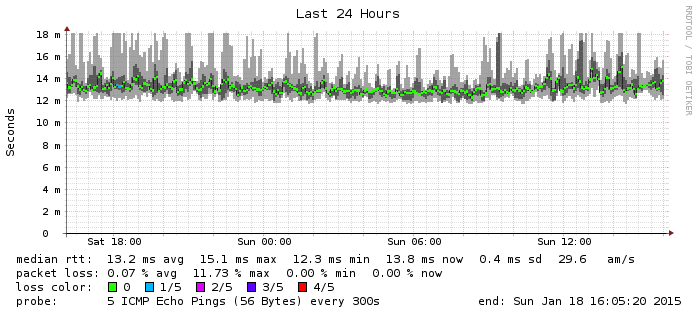 Last 24 Hours
RRDTOOL / TOBI OETIKER
Seconds
18 m
16 m
14 m
12 m
10 m
8 m
6 m
4 m
2 m
0
Sat 18:00 Sun 00:00 Sun 06:00 Sun 12:00
median rtt: 13.2 ms avg 15.1 ms max 12.3 ms min 13.8 ms now 0.4 ms sd 29.6 am/s
packet loss: 0.07 % avg 11.73 % max 0.00 % min 0.00 % now
loss color: 0 1/5 2/5 3/5 4/5
probe: 5 ICMP Echo Pings (56 Bytes) every 300s end: Sun Jan 18 16:05:20 2015